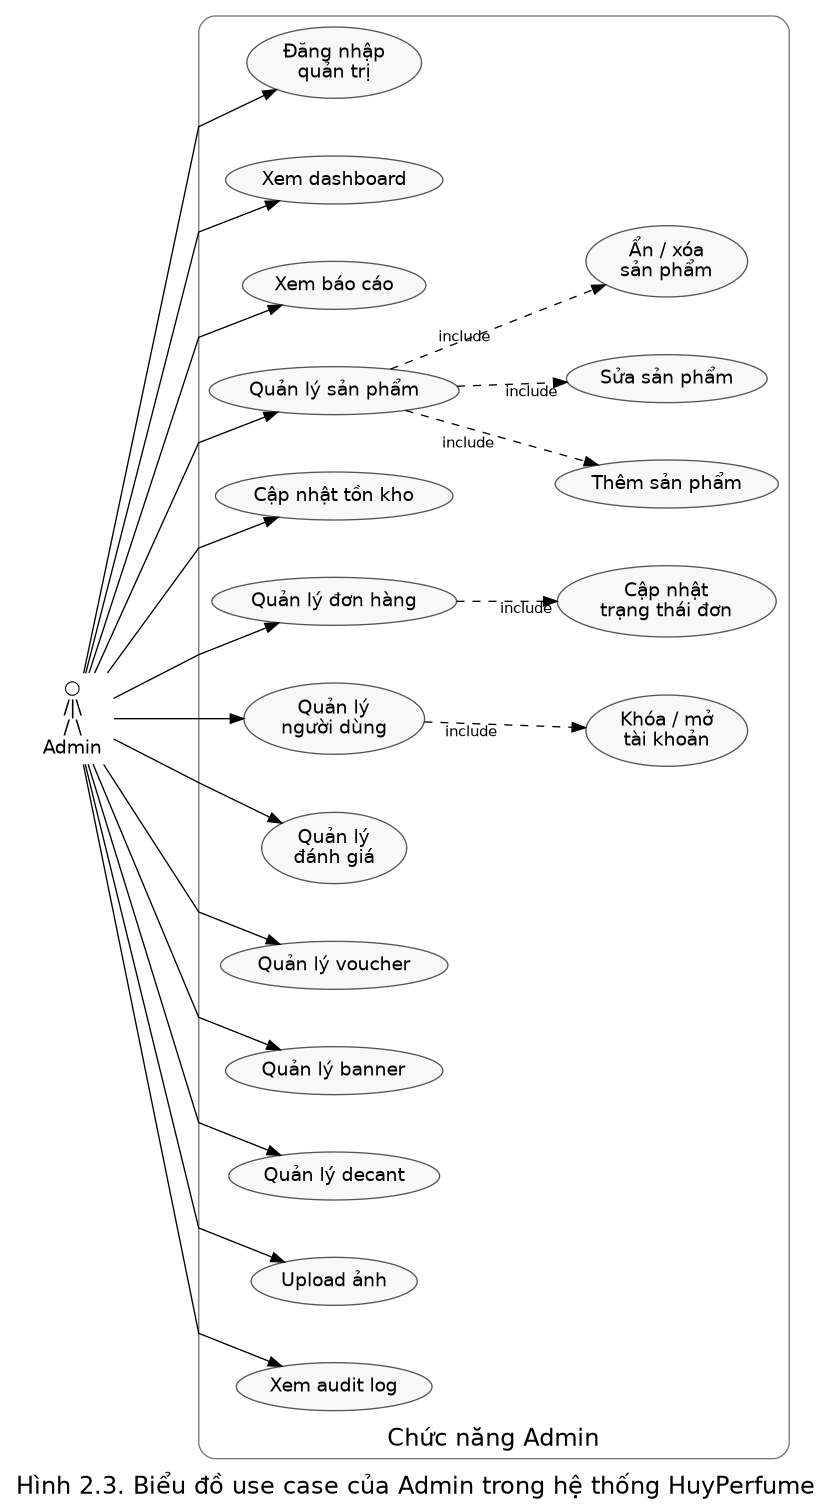 Đăng nhập
quản trị
Xem dashboard
Ẩn / xóa
sản phẩm
Xem báo cáo
include
Sửa sản phẩm
Quản lý sản phẩm
include
include
Thêm sản phẩm
Cập nhật tồn kho
Cập nhật
trạng thái đơn
Quản lý đơn hàng
include
Quản lý
người dùng
include
Khóa / mở
tài khoản
Admin
Quản lý
đánh giá
Quản lý voucher
Quản lý banner
Quản lý decant
Upload ảnh
Xem audit log
Chức năng Admin
Hình 2.3. Biểu đồ use case của Admin trong hệ thống HuyPerfume